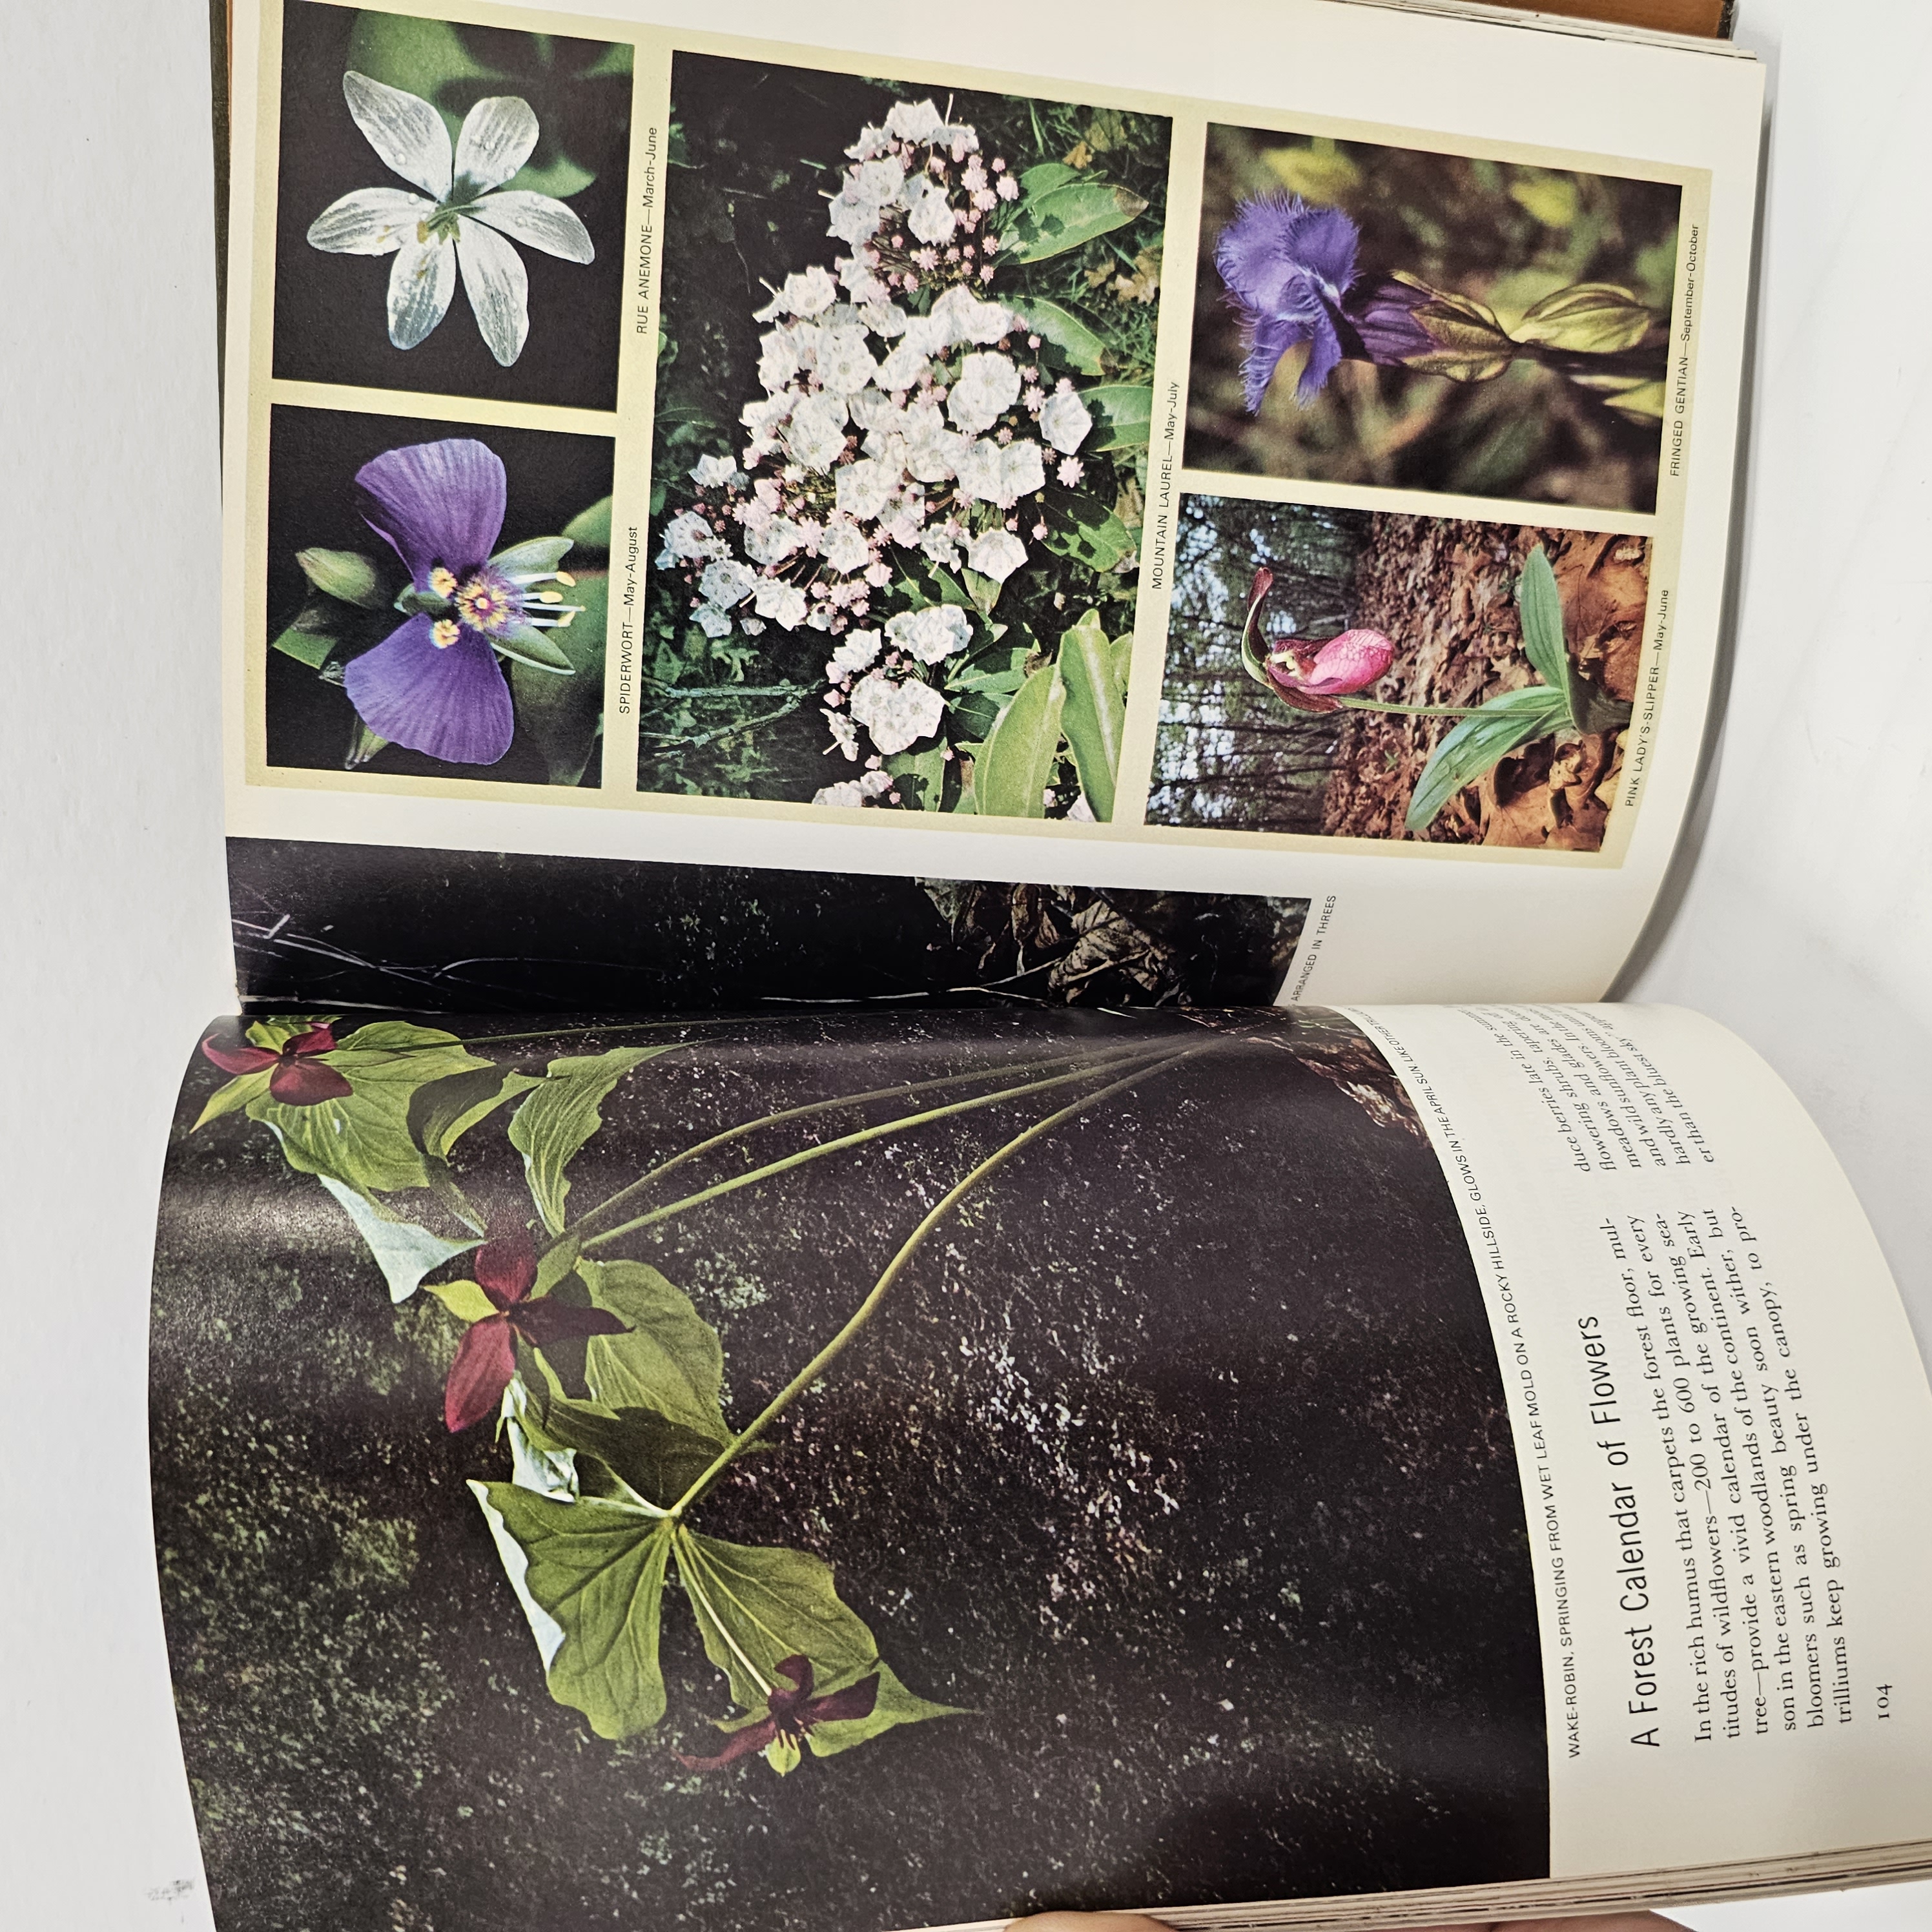 WAKE-ROBIN, SPRINGING FROM WET LEAF MOLD ON A ROCKY HILLSIDE, GLOWS IN THE APRIL SUN. LIKE OTHER
A Forest Calendar of Flowers
In the rich humus that carpets the forest floor, mul-
titudes of wildflowers—200 to 600 plants for every
tree—provide a vivid calendar of the growing sea-
son in the eastern woodlands of the continent. Early
bloomers such as spring beauty soon wither, but
trilliums keep growing under the canopy, to pro-
duce berries late in the
flowering shrubs, tapering
meadows and glades are
and wild sunflowers. In the
hardly any plant blooms
er than the bluest sky,"
104
ARRANGED IN THREES
SPIDERWORT—May-August
RUE ANEMONE—March-June
MOUNTAIN LAUREL—May-July
PINK LADY'S-SLIPPER—May-June
FRINGED GENTIAN—September-October